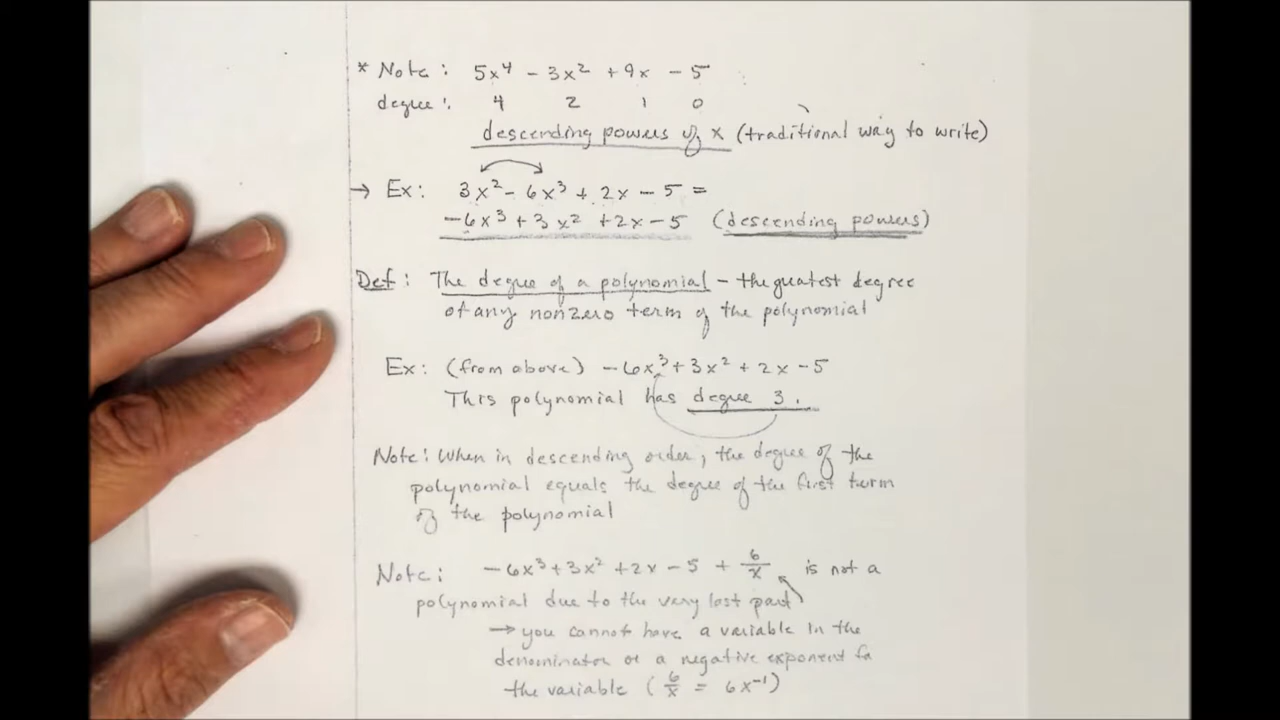 * Note: 5x⁴ - 3x² + 9x - 5
degree: 4 2 1 0
descending powers of x (traditional way to write)
→ Ex: 3x² - 6x³ + 2x - 5 =
-6x³ + 3x² + 2x - 5 (descending powers)
Def: The degree of a polynomial - the greatest degree
of any nonzero term of the polynomial
Ex: (from above) -6x³ + 3x² + 2x - 5
This polynomial has degree 3.
Note: When in descending order, the degree of the
polynomial equals the degree of the first term
of the polynomial
Note: -6x³ + 3x² + 2x - 5 + 6/x is not a
polynomial due to the very last part
→ you cannot have a variable in the
denominator or a negative exponent fo
the variable (6/x = 6x⁻¹)